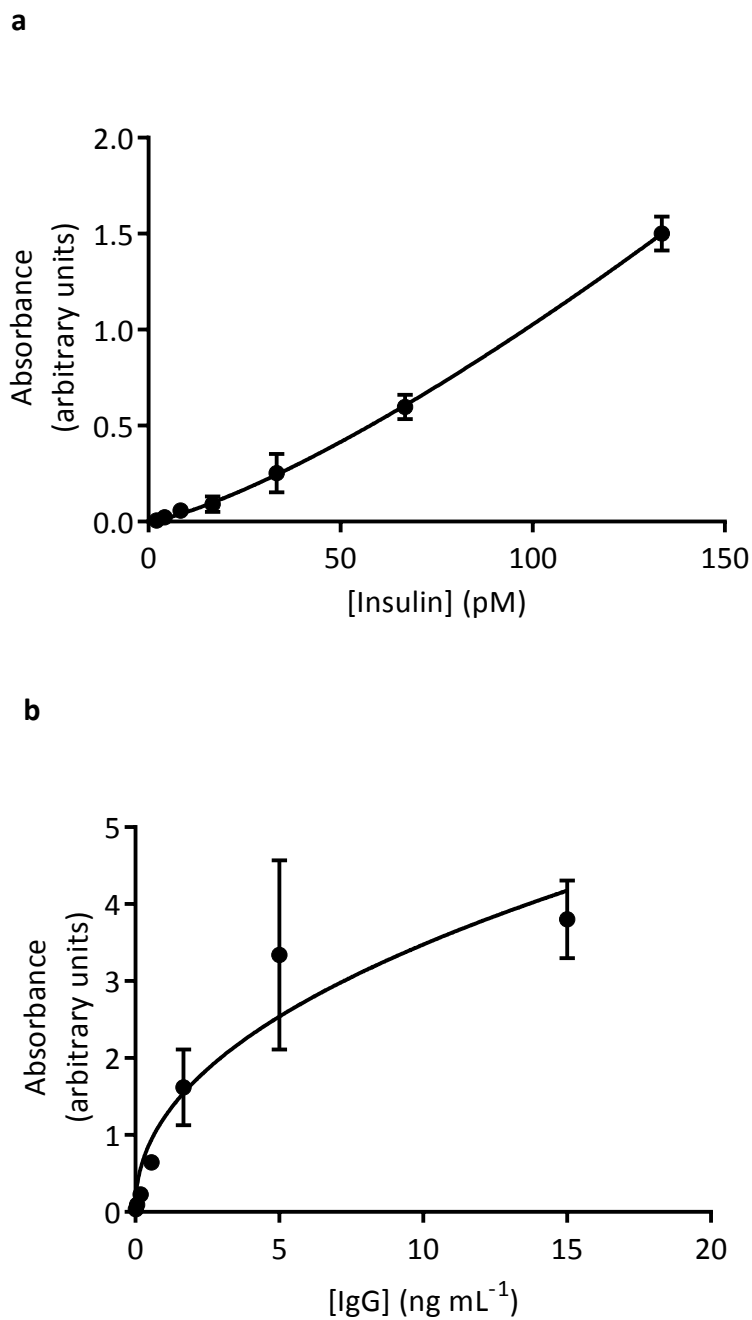 a
2.0
1.5
1.0
0.5
0.0
Absorbance
(arbitrary units)
0 50 100 150
[Insulin] (pM)
b
5
4
3
2
1
0
Absorbance
(arbitrary units)
0 5 10 15 20
[IgG] (ng mL⁻¹)